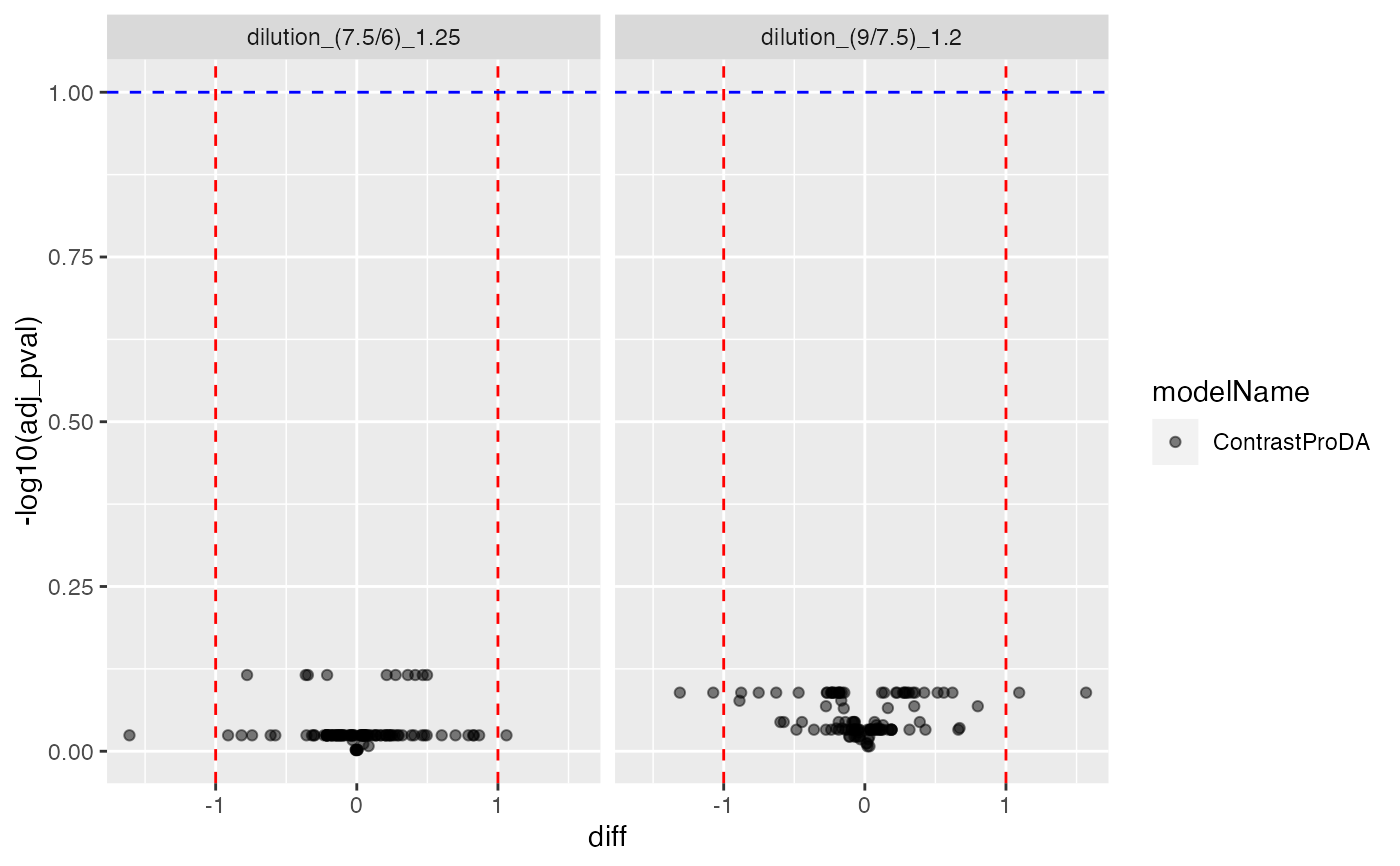 dilution_(7.5/6)_1.25
dilution_(9/7.5)_1.2
1.00
0.75
0.50
0.25
0.00
-log10(adj_pval)
-1
0
1
-1
0
1
diff
modelName
ContrastProDA